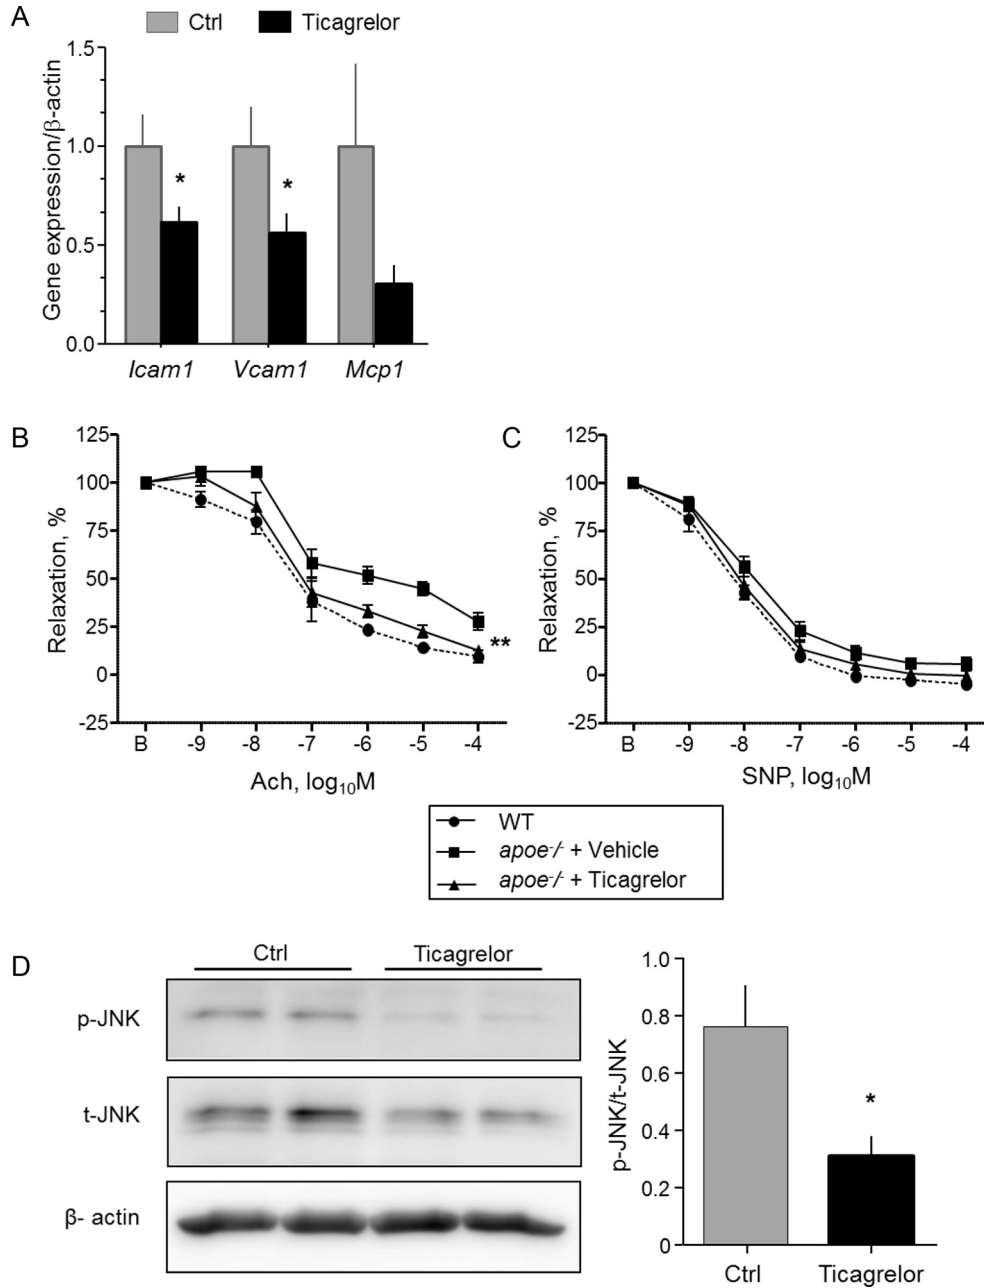 A
Ctrl Ticagrelor
Gene expression/β-actin
1.5
1.0
0.5
0.0
* *
Icam1 Vcam1 Mcp1
B
Relaxation, %
125
100
75
50
25
0
-25
**
B -9 -8 -7 -6 -5 -4
Ach, log₁₀M
C
Relaxation, %
125
100
75
50
25
0
-25
B -9 -8 -7 -6 -5 -4
SNP, log₁₀M
WT
apoe⁻/⁻ + Vehicle
apoe⁻/⁻ + Ticagrelor
D
Ctrl Ticagrelor
p-JNK
t-JNK
β- actin
p-JNK/t-JNK
1.0
0.8
0.6
0.4
0.2
0
*
Ctrl Ticagrelor